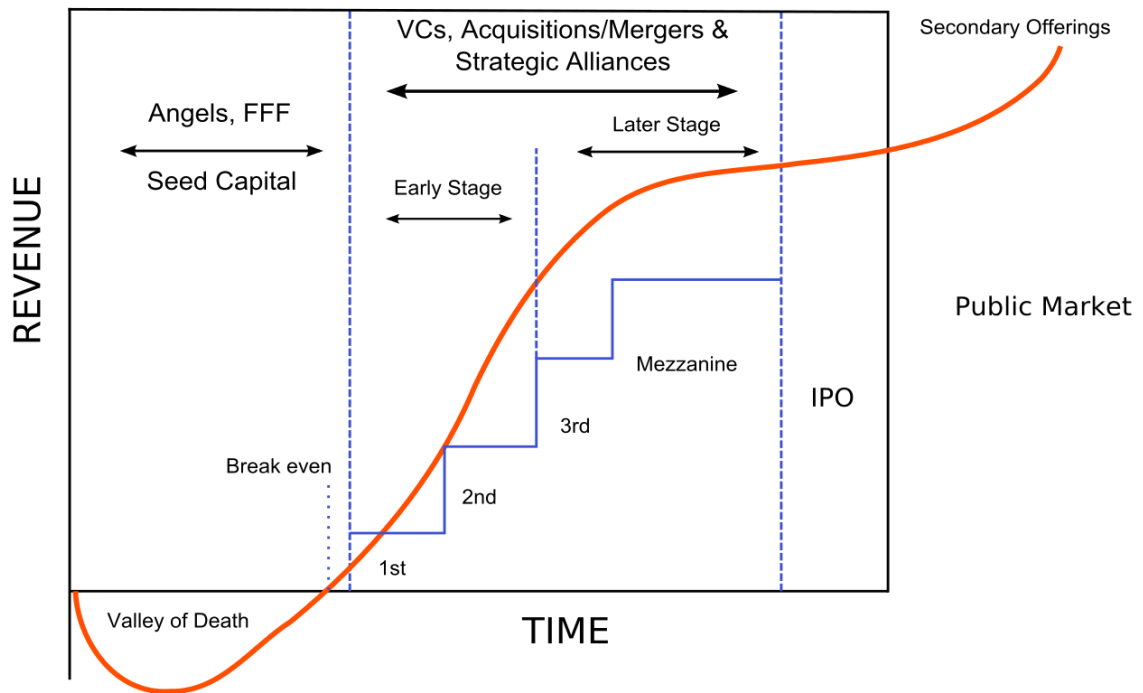 VCs, Acquisitions/Mergers &
Strategic Alliances
Secondary Offerings
Angels, FFF
Seed Capital
Later Stage
Early Stage
REVENUE
Public Market
Mezzanine
IPO
3rd
Break even
2nd
1st
Valley of Death
TIME